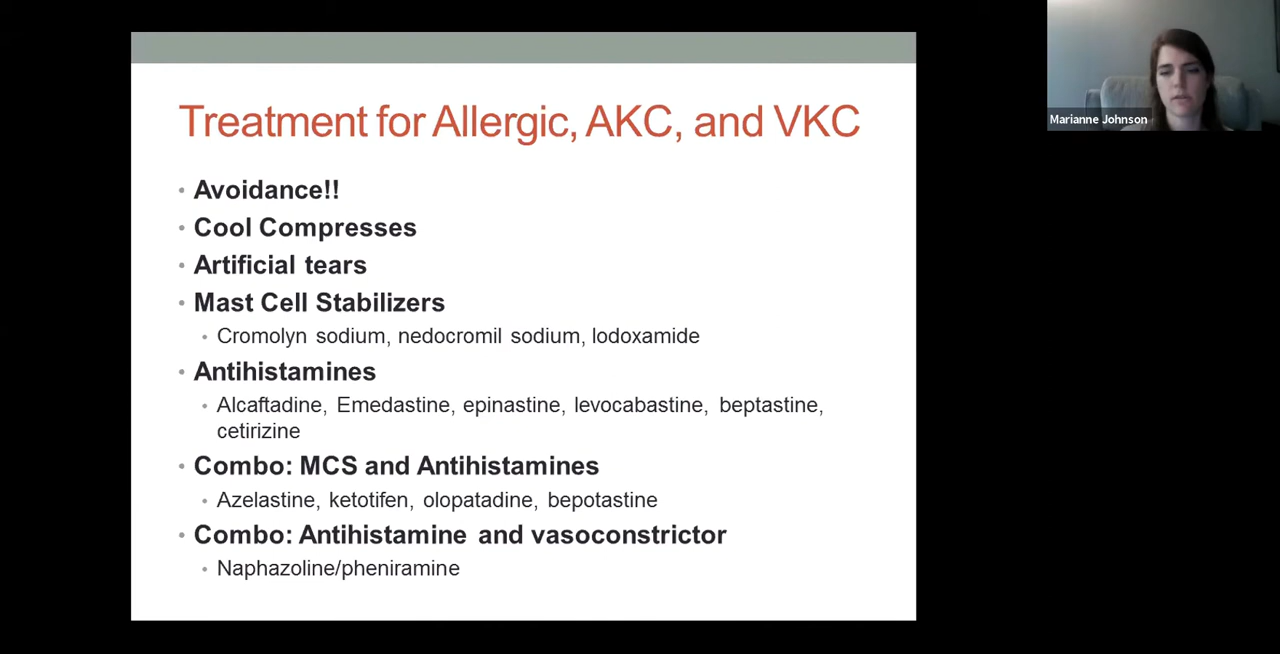 Treatment for Allergic, AKC, and VKC
• Avoidance!!
• Cool Compresses
• Artificial tears
• Mast Cell Stabilizers
• Cromolyn sodium, nedocromil sodium, lodoxamide
• Antihistamines
• Alcaftadine, Emedastine, epinastine, levocabastine, beptastine,
cetirizine
• Combo: MCS and Antihistamines
• Azelastine, ketotifen, olopatadine, bepotastine
• Combo: Antihistamine and vasoconstrictor
• Naphazoline/pheniramine
Marianne Johnson